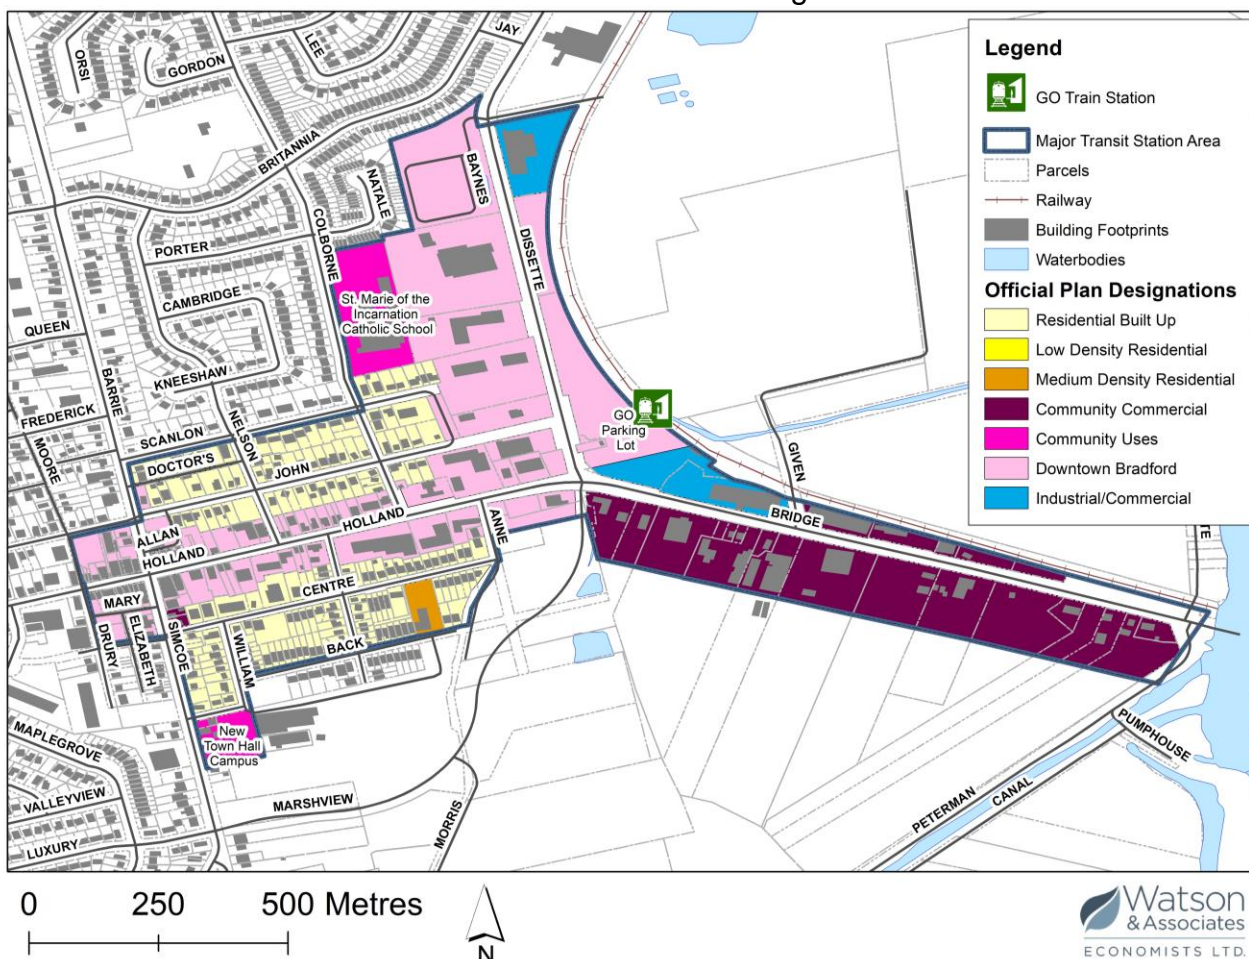 JAY
ORSI
GORDON
LEE
BRITANNIA
NATALE
BAYNES
COLBORNE
PORTER
DISSETTE
CAMBRIDGE
St. Marie of the
Incarnation
Catholic School
QUEEN
BARRIE
KNEESHAW
FREDERICK
NELSON
SCANLON
MOORE
DOCTOR'S
JOHN
GO
Parking
Lot
GIVEN
ALLAN
HOLLAND
HOLLAND
ANNE
BRIDGE
CENTRE
MARY
DRURY
ELIZABETH
SIMCOE
WILLIAM
BACK
New
Town Hall
Campus
MAPLEGROVE
VALLEYVIEW
LUXURY
MARSHVIEW
MORRIS
PETERMAN
CANAL
PUMPHOUSE
Legend
GO Train Station
Major Transit Station Area
Parcels
Railway
Building Footprints
Waterbodies
Official Plan Designations
Residential Built Up
Low Density Residential
Medium Density Residential
Community Commercial
Community Uses
Downtown Bradford
Industrial/Commercial
0 250 500 Metres
N
Watson
& Associates
ECONOMISTS LTD.